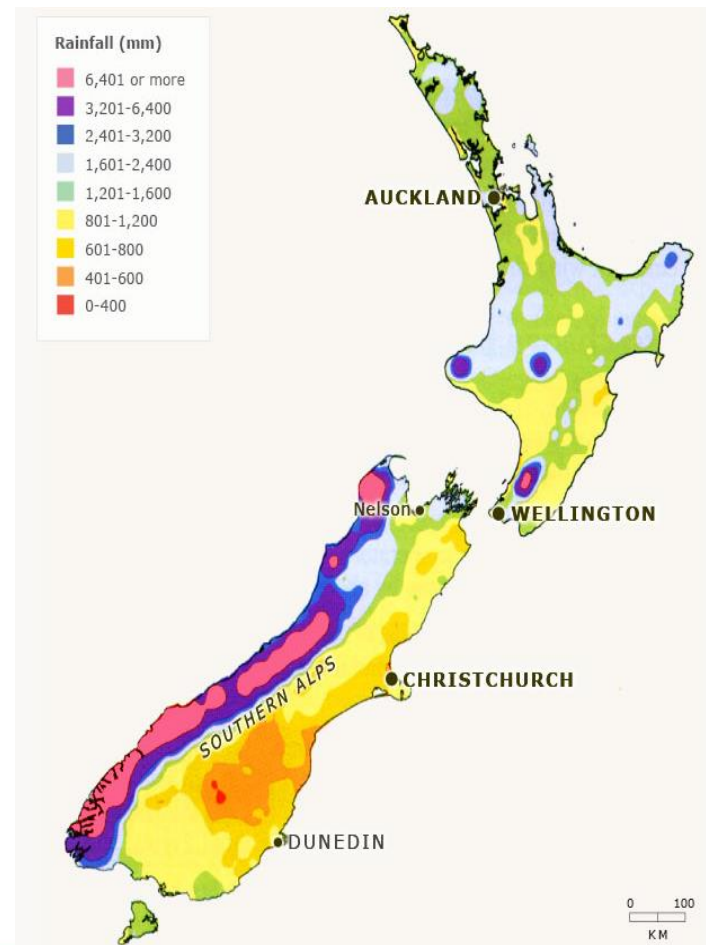 Rainfall (mm)
6,401 or more
3,201-6,400
2,401-3,200
1,601-2,400
1,201-1,600
801-1,200
601-800
401-600
0-400
AUCKLAND
Nelson
WELLINGTON
CHRISTCHURCH
SOUTHERN ALPS
DUNEDIN
0 100
KM